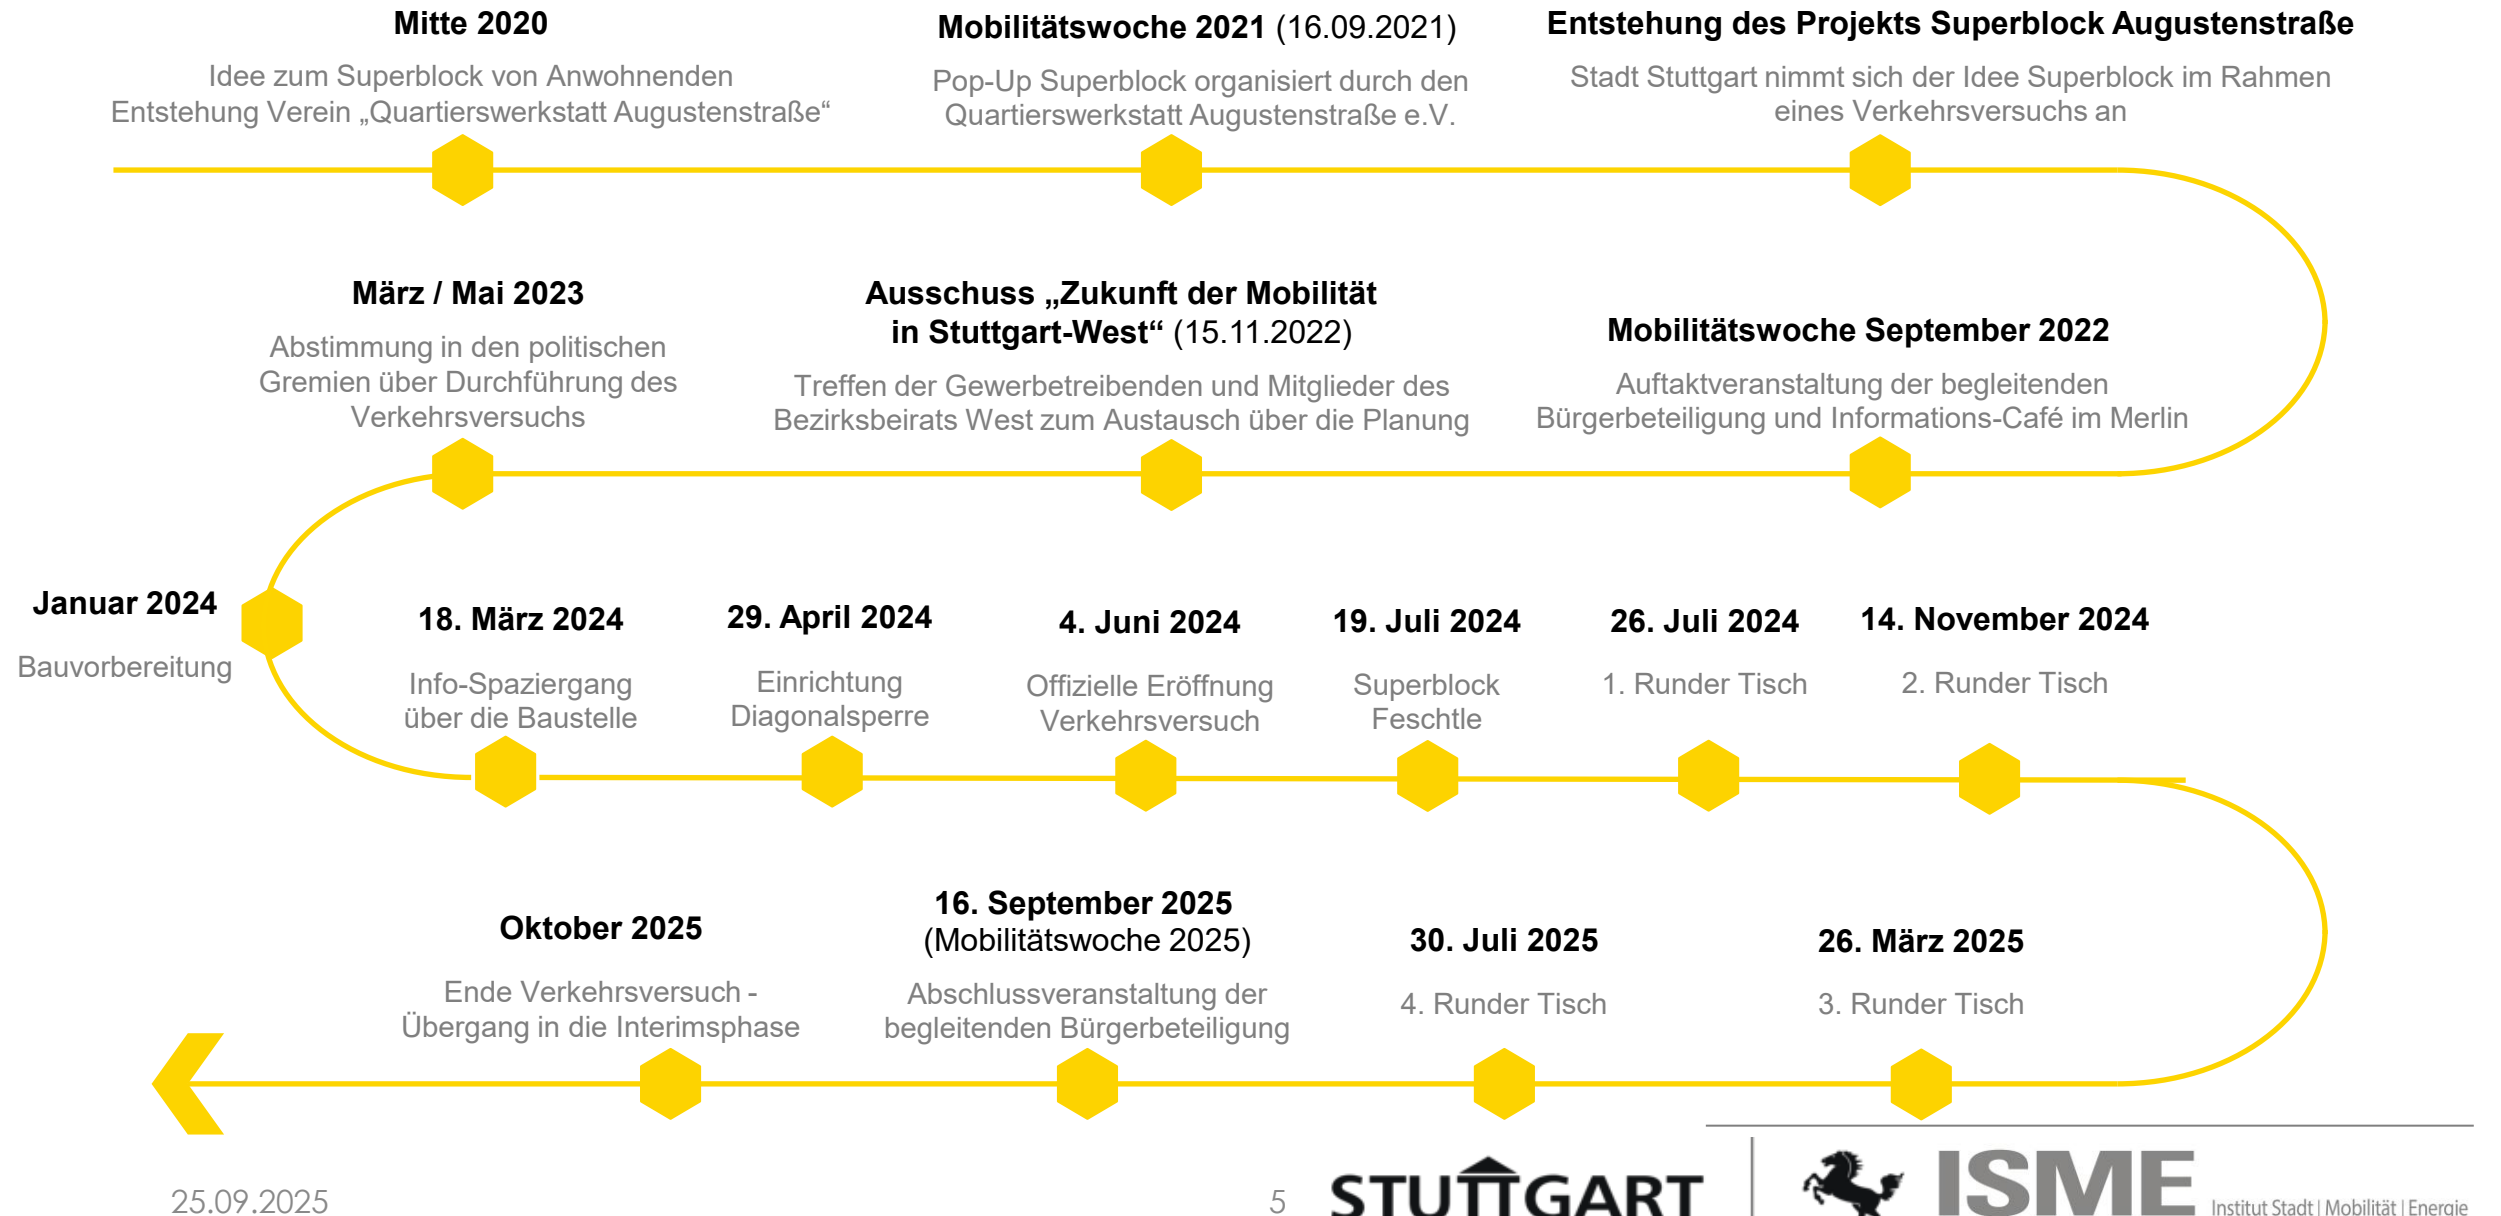 Mitte 2020
Idee zum Superblock von Anwohnenden
Entstehung Verein „Quartierswerkstatt Augustenstraße“
Mobilitätswoche 2021 (16.09.2021)
Pop-Up Superblock organisiert durch den
Quartierswerkstatt Augustenstraße e.V.
Entstehung des Projekts Superblock Augustenstraße
Stadt Stuttgart nimmt sich der Idee Superblock im Rahmen
eines Verkehrsversuchs an
März / Mai 2023
Abstimmung in den politischen
Gremien über Durchführung des
Verkehrsversuchs
Ausschuss „Zukunft der Mobilität
in Stuttgart-West“ (15.11.2022)
Treffen der Gewerbetreibenden und Mitglieder des
Bezirksbeirats West zum Austausch über die Planung
Mobilitätswoche September 2022
Auftaktveranstaltung der begleitenden
Bürgerbeteiligung und Informations-Café im Merlin
Januar 2024
Bauvorbereitung
18. März 2024
Info-Spaziergang
über die Baustelle
29. April 2024
Einrichtung
Diagonalsperre
4. Juni 2024
Offizielle Eröffnung
Verkehrsversuch
19. Juli 2024
Superblock
Feschtle
26. Juli 2024
1. Runder Tisch
14. November 2024
2. Runder Tisch
Oktober 2025
Ende Verkehrsversuch -
Übergang in die Interimsphase
16. September 2025
(Mobilitätswoche 2025)
Abschlussveranstaltung der
begleitenden Bürgerbeteiligung
30. Juli 2025
4. Runder Tisch
26. März 2025
3. Runder Tisch
25.09.2025
5
STUTTGART
ISME
Institut Stadt | Mobilität | Energie